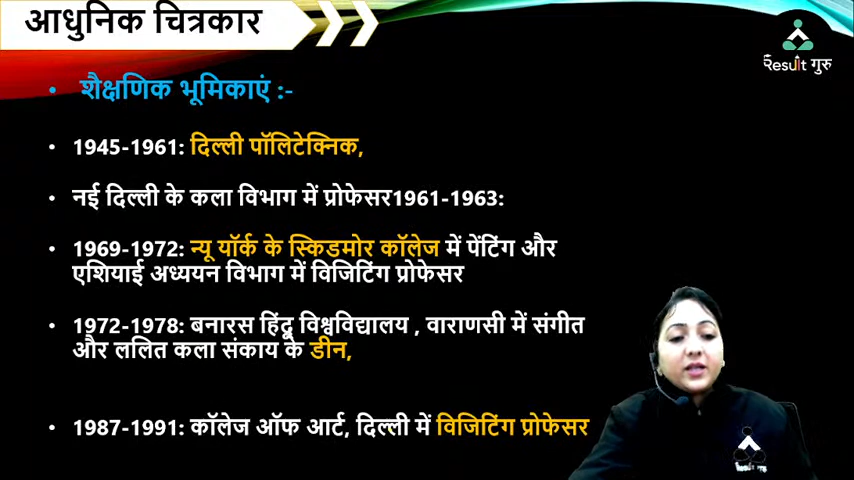 आधुनिक चित्रकार
Result गुरु
शैक्षणिक भूमिकाएं :-
1945-1961: दिल्ली पॉलिटेक्निक,
नई दिल्ली के कला विभाग में प्रोफेसर1961-1963:
1969-1972: न्यू यॉर्क के स्किडमोर कॉलेज में पेंटिंग और
एशियाई अध्ययन विभाग में विजिटिंग प्रोफेसर
1972-1978: बनारस हिंदू विश्वविद्यालय , वाराणसी में संगीत
और ललित कला संकाय के डीन,
1987-1991: कॉलेज ऑफ आर्ट, दिल्ली में विजिटिंग प्रोफेसर